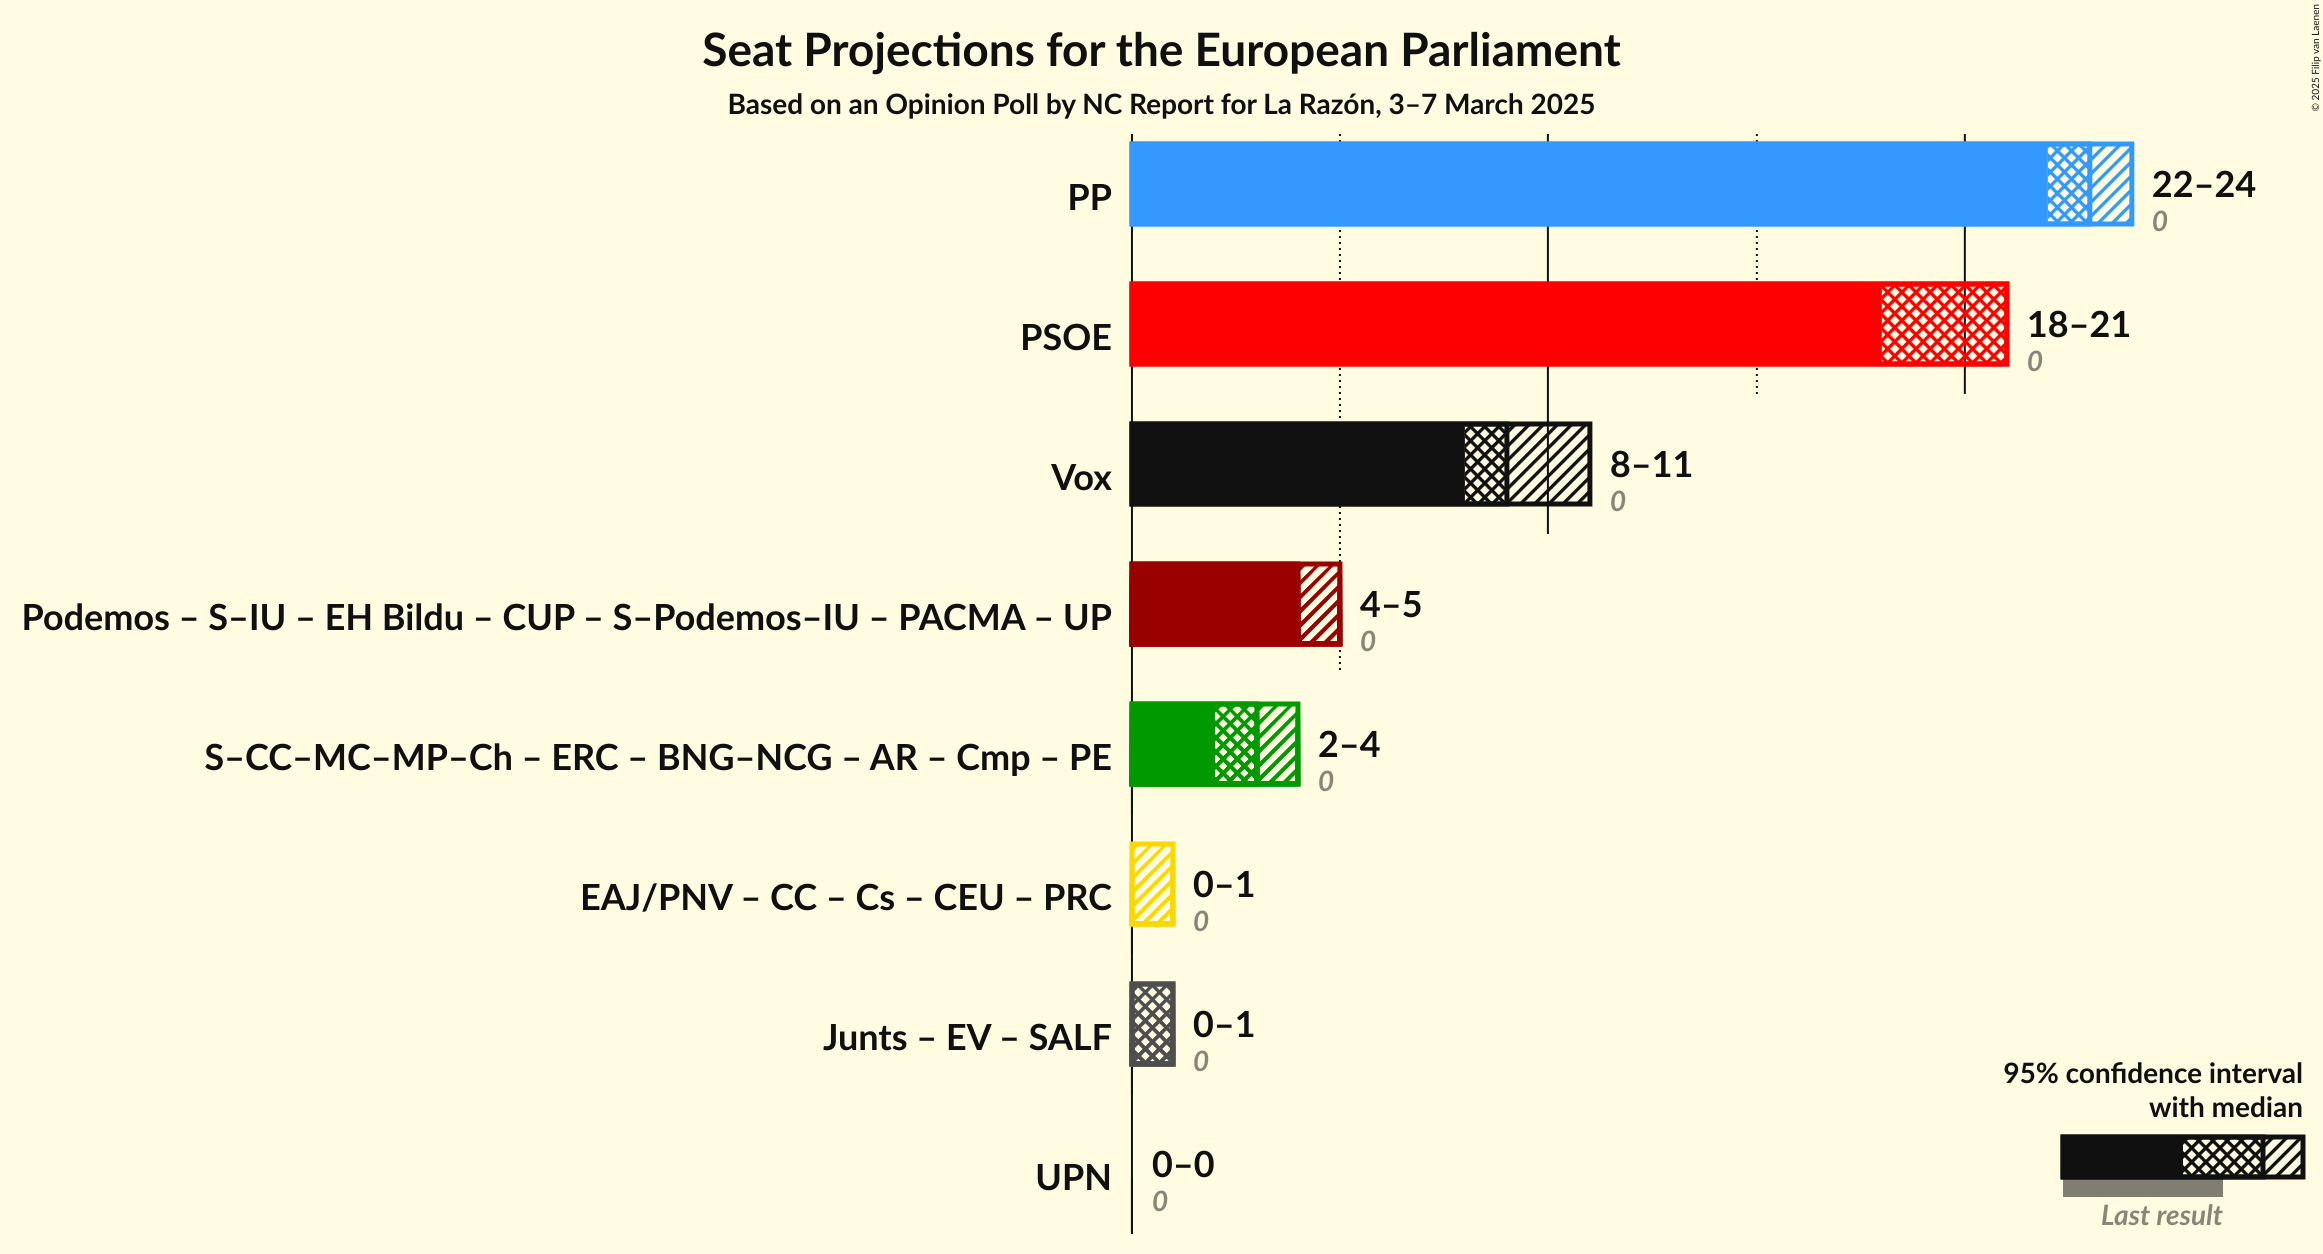 Seat Projections for the European Parliament
Based on an Opinion Poll by NC Report for La Razón, 3–7 March 2025
© 2025 Filip van Laenen
PP
22–24
0
PSOE
18–21
0
Vox
8–11
0
Podemos – S–IU – EH Bildu – CUP – S–Podemos–IU – PACMA – UP
4–5
0
S–CC–MC–MP–Ch – ERC – BNG–NCG – AR – Cmp – PE
2–4
0
EAJ/PNV – CC – Cs – CEU – PRC
0–1
0
Junts – EV – SALF
0–1
0
UPN
0–0
0
95% confidence interval
with median
Last result